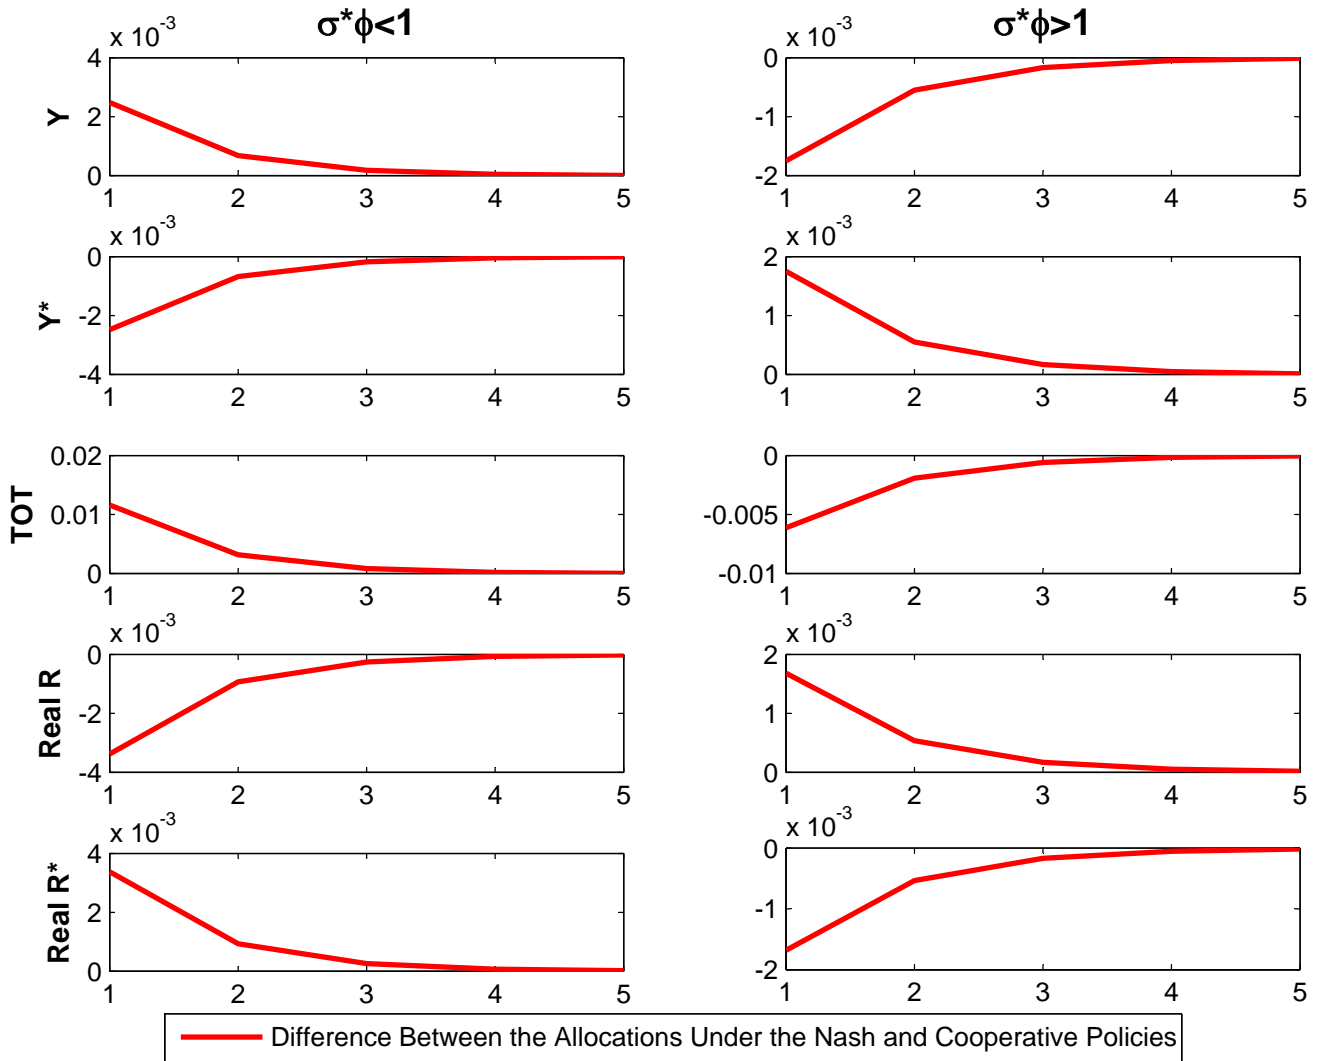 σ*ϕ<1
σ*ϕ>1
x 10^-3
4
2
0
Y
1 2 3 4 5
x 10^-3
0
-1
-2
1 2 3 4 5
x 10^-3
0
-2
-4
Y*
1 2 3 4 5
x 10^-3
2
1
0
1 2 3 4 5
0.02
0.01
0
TOT
1 2 3 4 5
0
-0.005
-0.01
1 2 3 4 5
x 10^-3
0
-2
-4
Real R
1 2 3 4 5
x 10^-3
2
1
0
1 2 3 4 5
x 10^-3
4
2
0
Real R*
1 2 3 4 5
x 10^-3
0
-1
-2
1 2 3 4 5
Difference Between the Allocations Under the Nash and Cooperative Policies